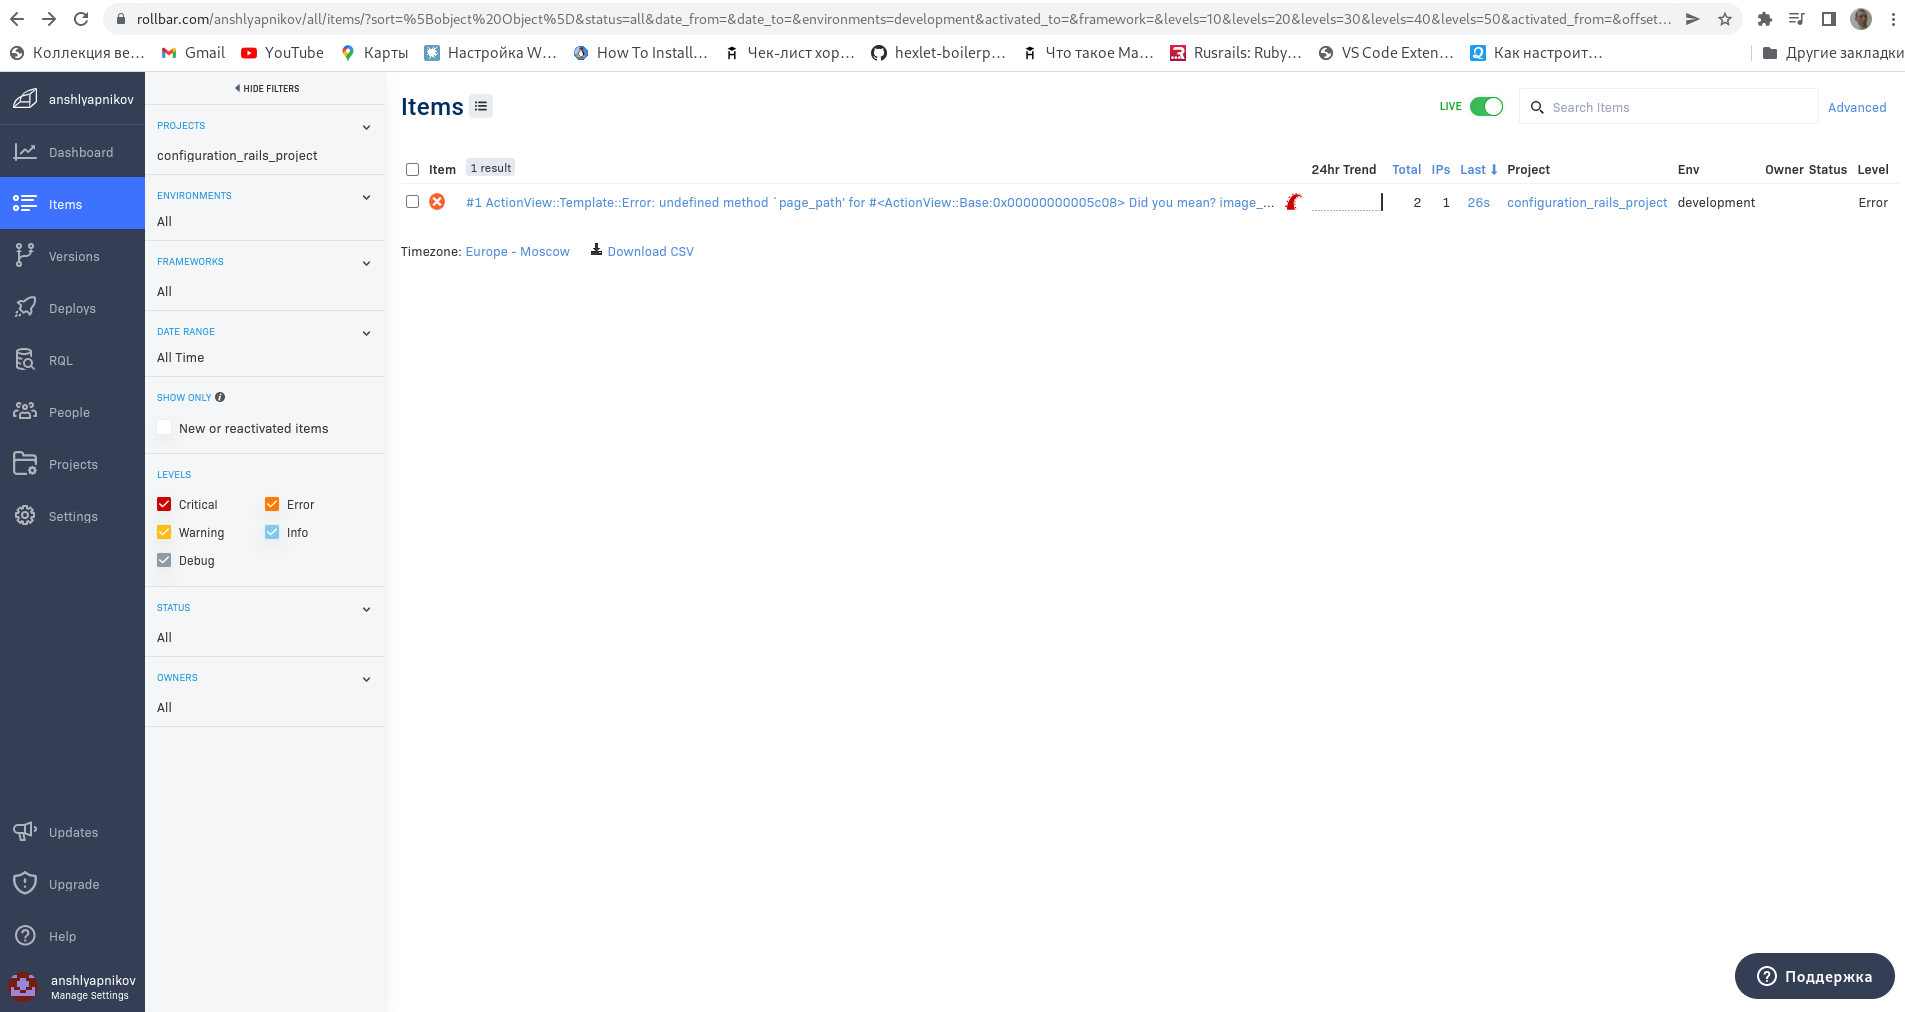 rollbar.com/anshlyapnikov/all/items/?sort=%5Bobject%20Object%5D&status=all&date_from=&date_to=&environments=development&activated_to=&framework=&levels=10&levels=20&levels=30&levels=40&levels=50&activated_from=&offset...
Коллекция ве... Gmail YouTube Карты Настройка W... How To Install... Чек-лист хор... hexlet-boilerp... Что такое Ма... Rusrails: Ruby... VS Code Exten... Как настроит... Другие закладки
anshlyapnikov
Dashboard
Items
Versions
Deploys
RQL
People
Projects
Settings
Updates
Upgrade
Help
anshlyapnikov
Manage Settings
HIDE FILTERS
PROJECTS
configuration_rails_project
ENVIRONMENTS
All
FRAMEWORKS
All
DATE RANGE
All Time
SHOW ONLY
New or reactivated items
LEVELS
Critical Error
Warning Info
Debug
STATUS
All
OWNERS
All
Items LIVE Search Items Advanced
Item 1 result 24hr Trend Total IPs Last Project Env Owner Status Level
#1 ActionView::Template::Error: undefined method `page_path' for #<ActionView::Base:0x00000000005c08> Did you mean? image_... 2 1 26s configuration_rails_project development Error
Timezone: Europe - Moscow Download CSV
Поддержка